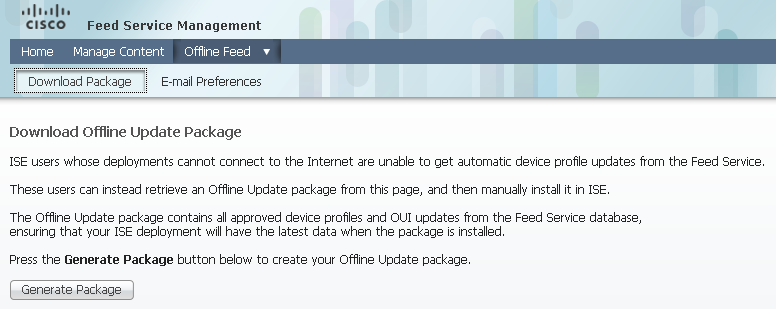 CISCO Feed Service Management
Home Manage Content Offline Feed
Download Package E-mail Preferences
Download Offline Update Package
ISE users whose deployments cannot connect to the Internet are unable to get automatic device profile updates from the Feed Service.
These users can instead retrieve an Offline Update package from this page, and then manually install it in ISE.
The Offline Update package contains all approved device profiles and OUI updates from the Feed Service database,
ensuring that your ISE deployment will have the latest data when the package is installed.
Press the Generate Package button below to create your Offline Update package.
Generate Package